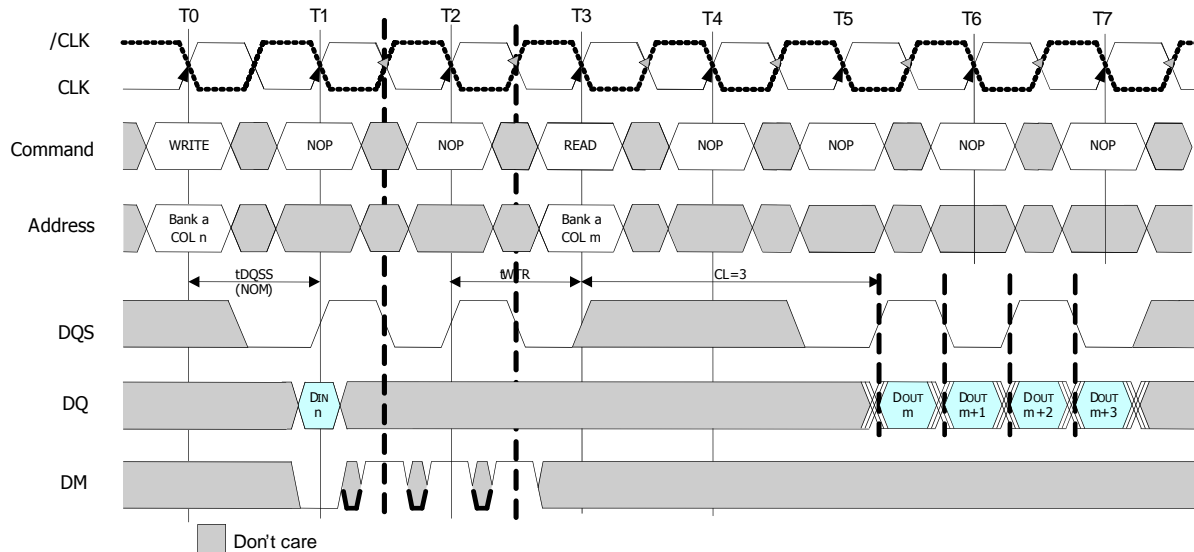 T0 T1 T2 T3 T4 T5 T6 T7
/CLK
CLK
Command WRITE NOP NOP READ NOP NOP NOP NOP
Address Bank a COL n Bank a COL m
tDQSS (NOM) tWTR CL=3
DQS
DQ DIN n DOUT m DOUT m+1 DOUT m+2 DOUT m+3
DM
Don't care